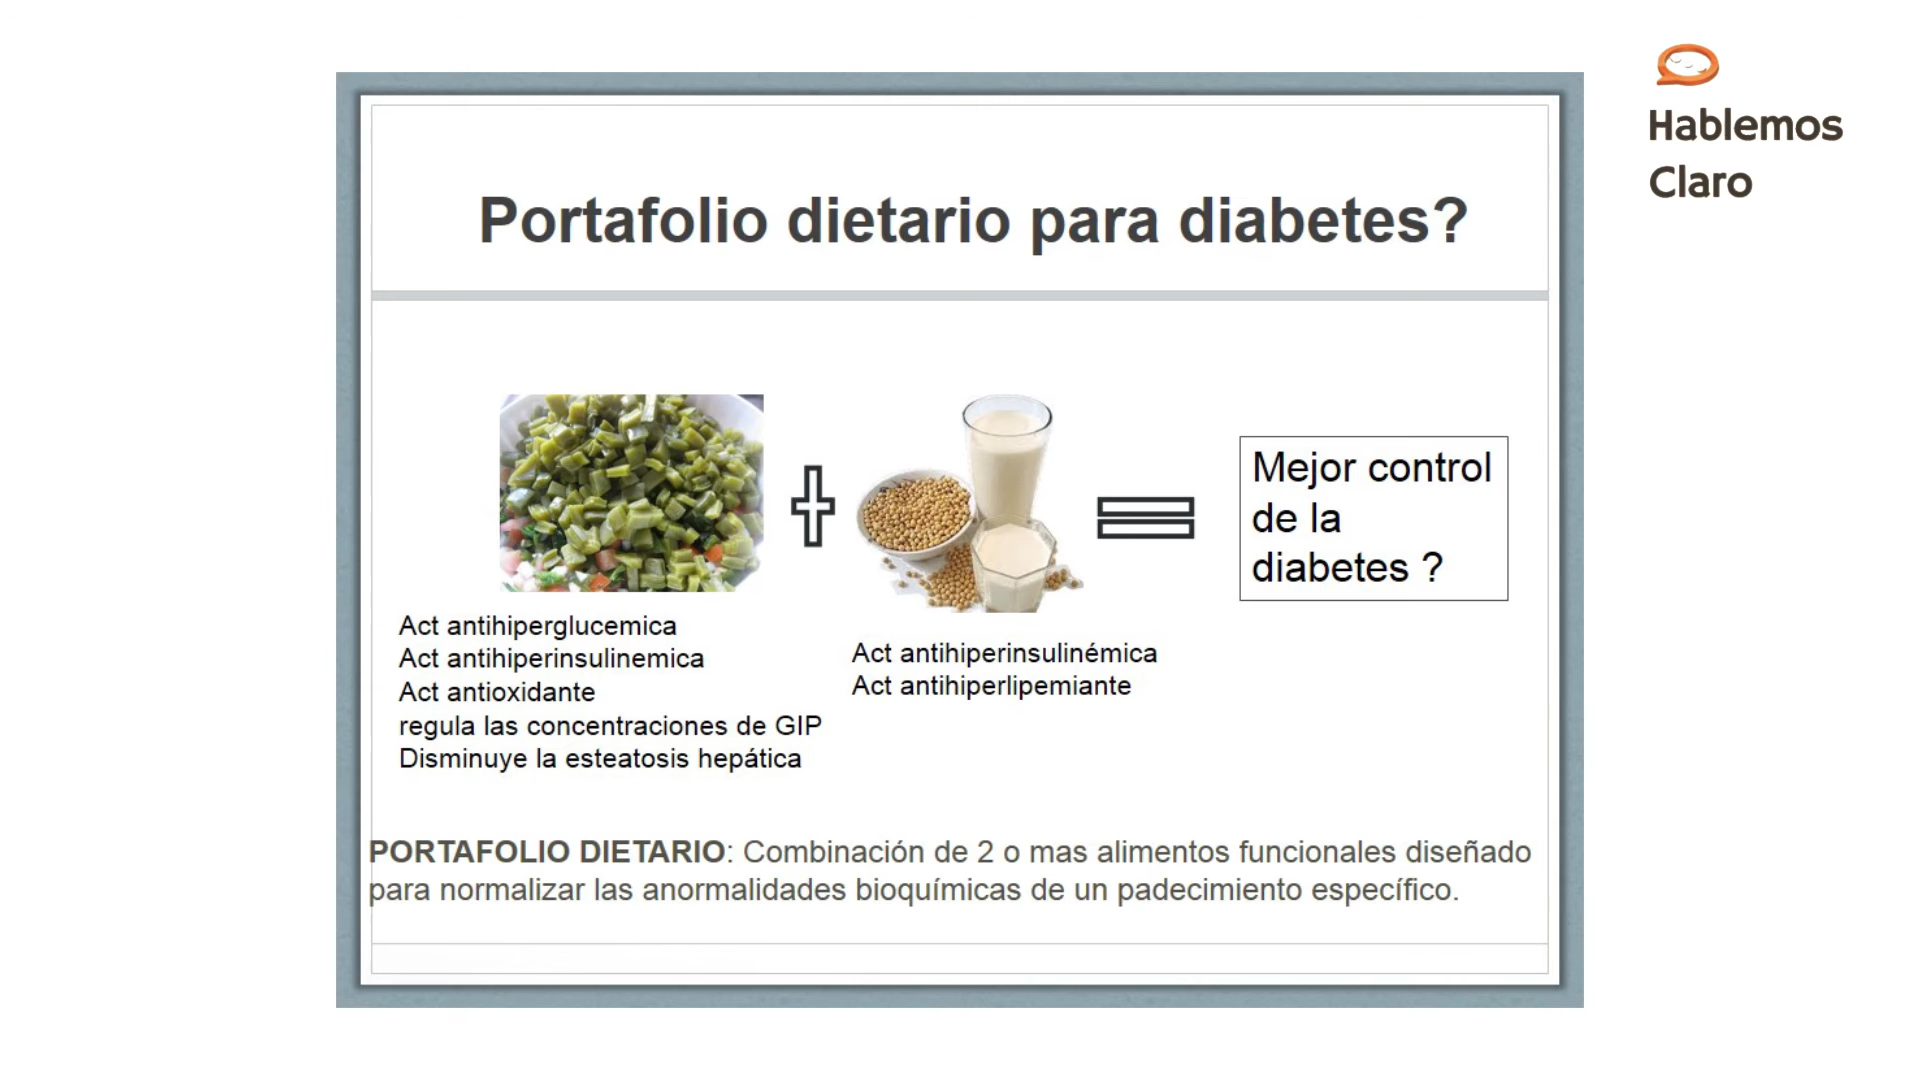 Hablemos
Claro
Portafolio dietario para diabetes?
Mejor control
de la
diabetes ?
Act antihiperglucemica
Act antihiperinsulinemica
Act antioxidante
regula las concentraciones de GIP
Disminuye la esteatosis hepática
Act antihiperinsulinémica
Act antihiperlipemiante
PORTAFOLIO DIETARIO: Combinación de 2 o mas alimentos funcionales diseñado
para normalizar las anormalidades bioquímicas de un padecimiento específico.